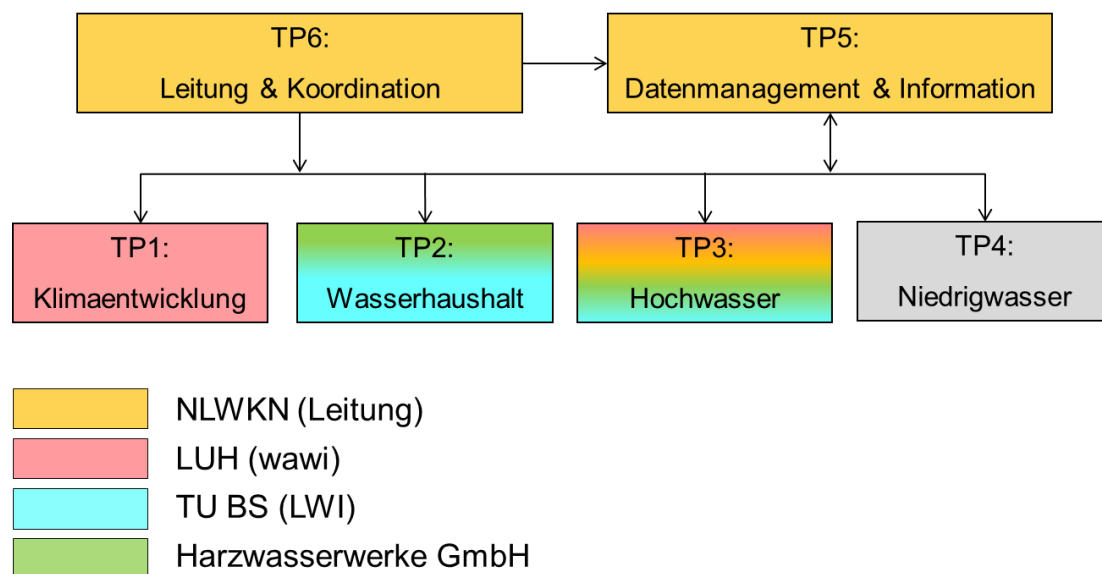 TP6:
Leitung & Koordination
TP5:
Datenmanagement & Information
TP1:
Klimaentwicklung
TP2:
Wasserhaushalt
TP3:
Hochwasser
TP4:
Niedrigwasser
NLWKN (Leitung)
LUH (wawi)
TU BS (LWI)
Harzwasserwerke GmbH